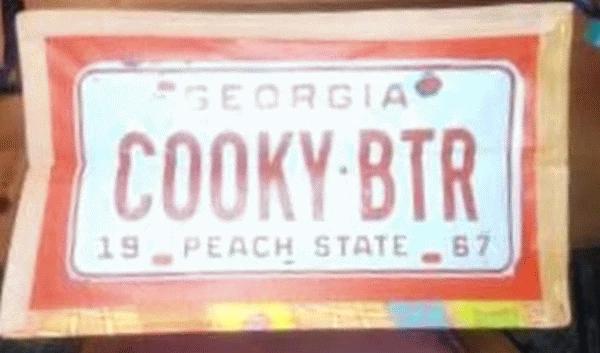 GEORGIA
COOKY·BTR
19 PEACH STATE 67